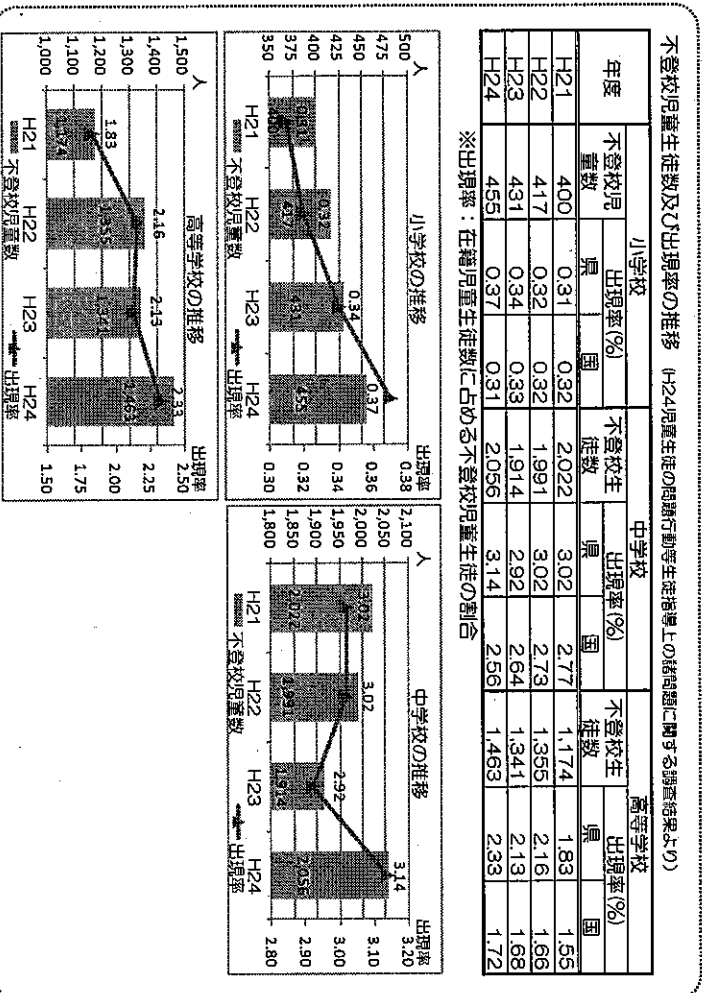 不登校児童生徒数及び出現率の推移 (H24児童生徒の問題行動等生徒指導上の諸問題に関する調査結果より)
年度 小学校 中学校 高等学校
不登校児童数 出現率(%) 不登校生徒数 出現率(%) 不登校生徒数 出現率(%)
県 国 県 国 県 国
H21 400 0.31 0.32 2,022 3.02 2.77 1,174 1.83 1.55
H22 417 0.32 0.32 1,991 3.02 2.73 1,355 2.16 1.66
H23 431 0.34 0.33 1,914 2.92 2.64 1,341 2.13 1.68
H24 455 0.37 0.31 2,056 3.14 2.56 1,463 2.33 1.72
※出現率：在籍児童生徒数に占める不登校児童生徒の割合
人 小学校の推移 出現率
500
475
450
425
400
375
350
0.38
0.36
0.34
0.32
0.30
0.31 0.32 0.34 0.37
400 417 431 455
H21 H22 H23 H24
不登校児童数 出現率
人 中学校の推移 出現率
2,100
2,050
2,000
1,950
1,900
1,850
1,800
3.20
3.10
3.00
2.90
2.80
3.02 3.02 2.92 3.14
2,022 1,991 1,914 2,056
H21 H22 H23 H24
不登校児童数 出現率
人 高等学校の推移 出現率
1,500
1,400
1,300
1,200
1,100
1,000
2.50
2.25
2.00
1.75
1.50
1.83 2.16 2.13 2.33
1,174 1,355 1,341 1,463
H21 H22 H23 H24
不登校児童数 出現率